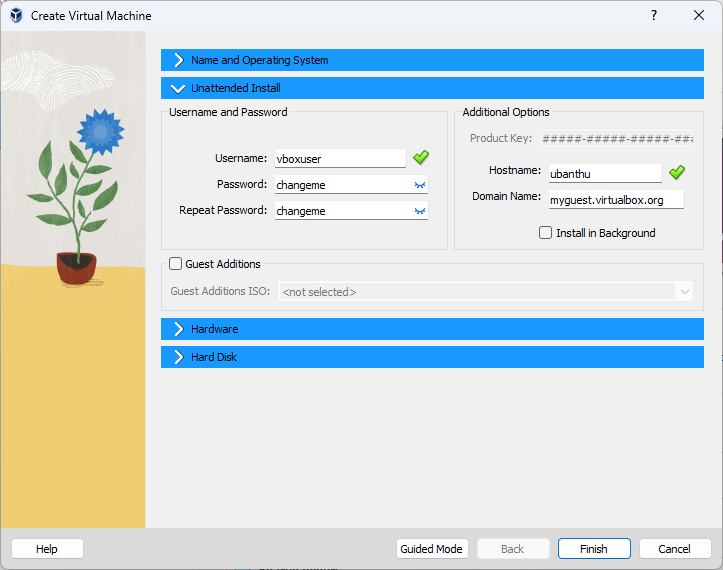 Create Virtual Machine
?
Name and Operating System
Unattended Install
Username and Password
Username: vboxuser
Password: changeme
Repeat Password: changeme
Additional Options
Product Key: #####-#####-#####-###
Hostname: ubanthu
Domain Name: myguest.virtualbox.org
Install in Background
Guest Additions
Guest Additions ISO: <not selected>
Hardware
Hard Disk
Help
Guided Mode
Back
Finish
Cancel